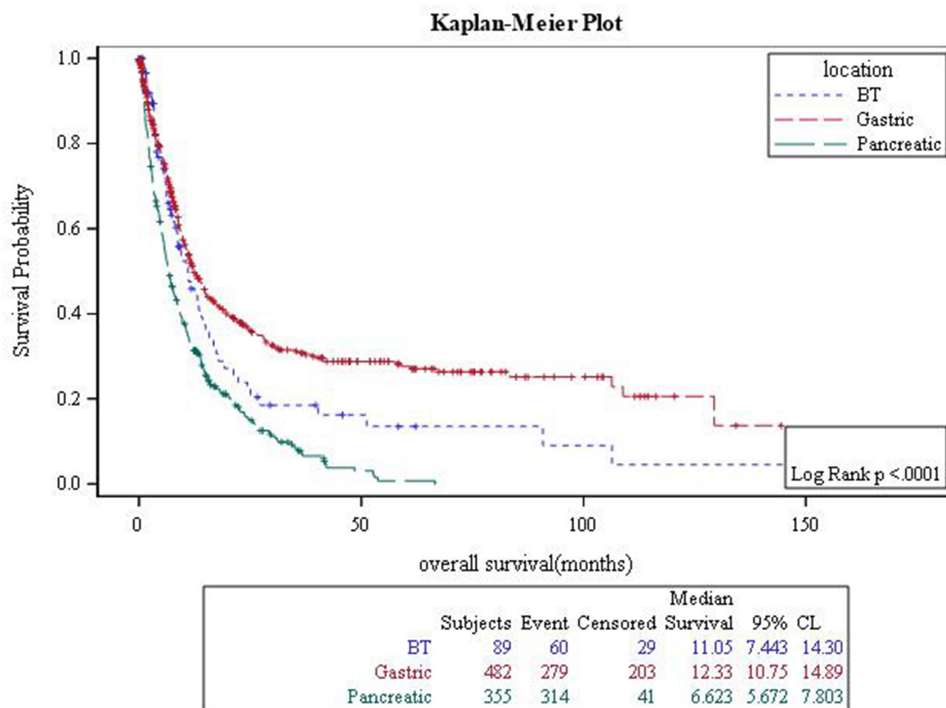 Kaplan-Meier Plot
location
BT
Gastric
Pancreatic
1.0
0.8
0.6
0.4
0.2
0.0
Survival Probability
Log Rank p <.0001
0 50 100 150
overall survival(months)
Median
Subjects Event Censored Survival 95% CL
BT 89 60 29 11.05 7.443 14.30
Gastric 482 279 203 12.33 10.75 14.89
Pancreatic 355 314 41 6.623 5.672 7.803